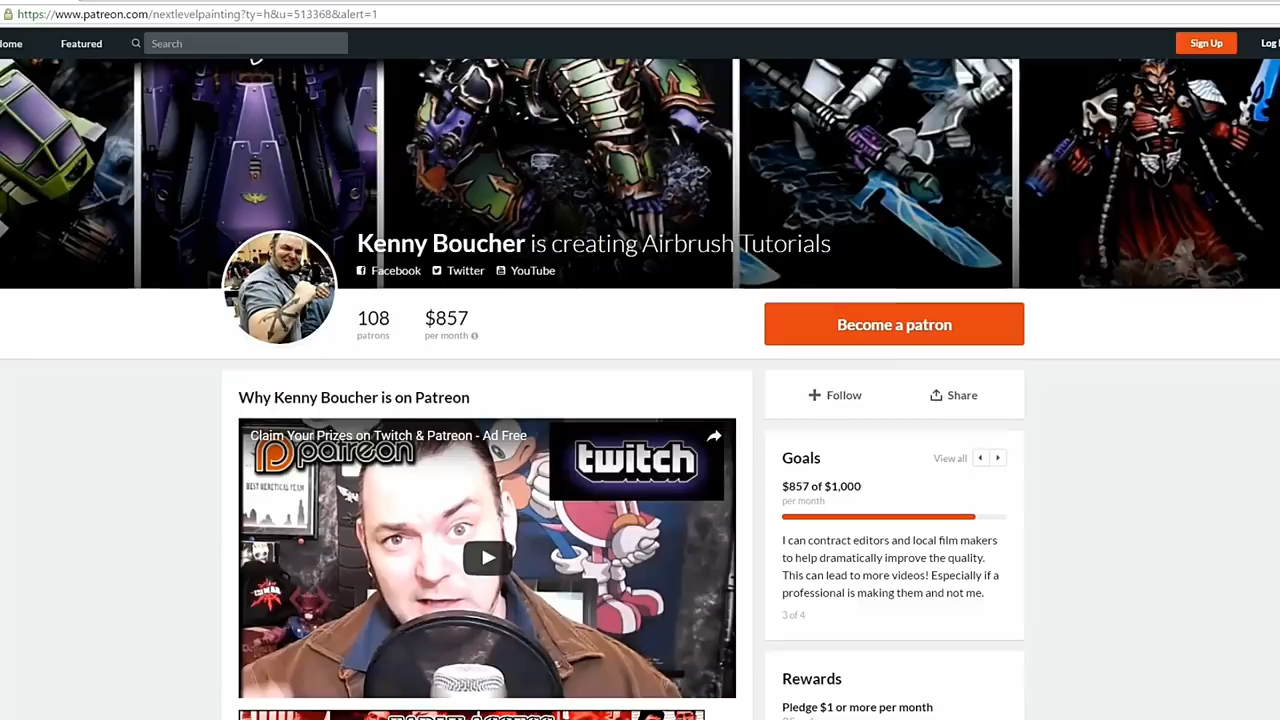 https://www.patreon.com/nextlevelpainting?ty=h&u=513368&alert=1
Home Featured Search Sign Up Log
Kenny Boucher is creating Airbrush Tutorials
Facebook Twitter YouTube
108 $857
patrons per month
Become a patron
Why Kenny Boucher is on Patreon
Follow Share
Claim Your Prizes on Twitch & Patreon - Ad Free
patreon
twitch
BEST HERETICAL TEAM
Goals View all
$857 of $1,000
per month
I can contract editors and local film makers
to help dramatically improve the quality.
This can lead to more videos! Especially if a
professional is making them and not me.
3 of 4
Rewards
Pledge $1 or more per month
EARLY ACCESS